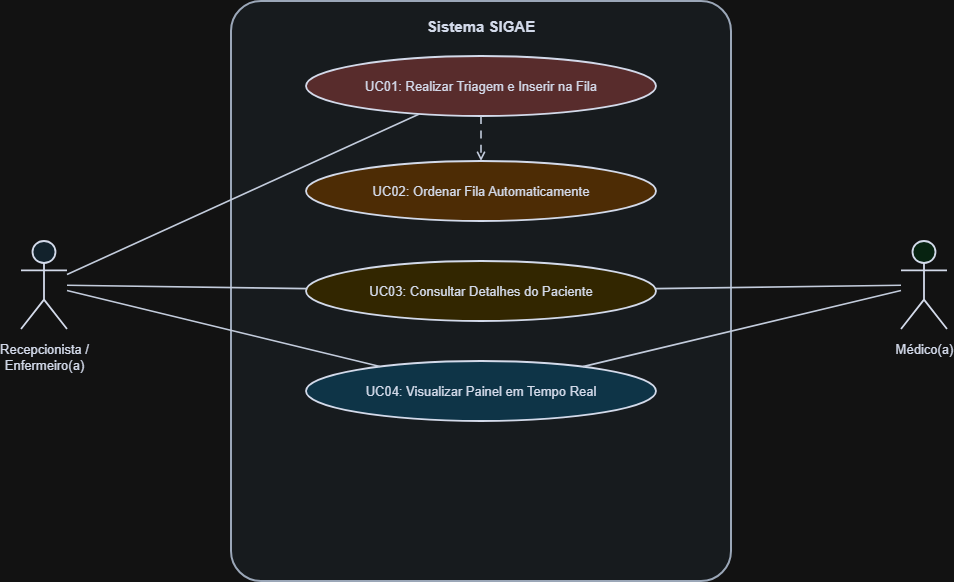 Sistema SIGAE
UC01: Realizar Triagem e Inserir na Fila
UC02: Ordenar Fila Automaticamente
UC03: Consultar Detalhes do Paciente
UC04: Visualizar Painel em Tempo Real
Recepcionista /
Enfermeiro(a)
Médico(a)